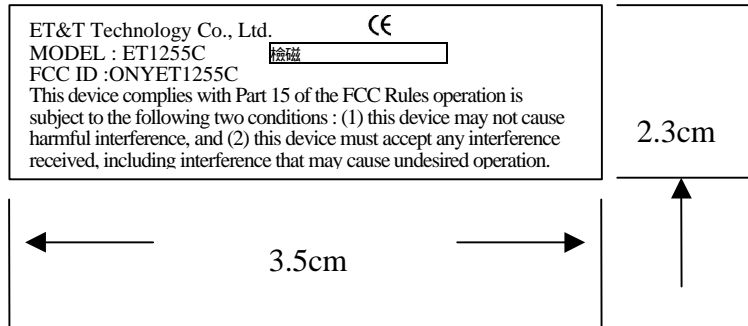 ET&T Technology Co., Ltd. CE
MODEL : ET1255C 檢磁
FCC ID :ONYET1255C
This device complies with Part 15 of the FCC Rules operation is
subject to the following two conditions : (1) this device may not cause
harmful interference, and (2) this device must accept any interference
received, including interference that may cause undesired operation.
2.3cm
3.5cm